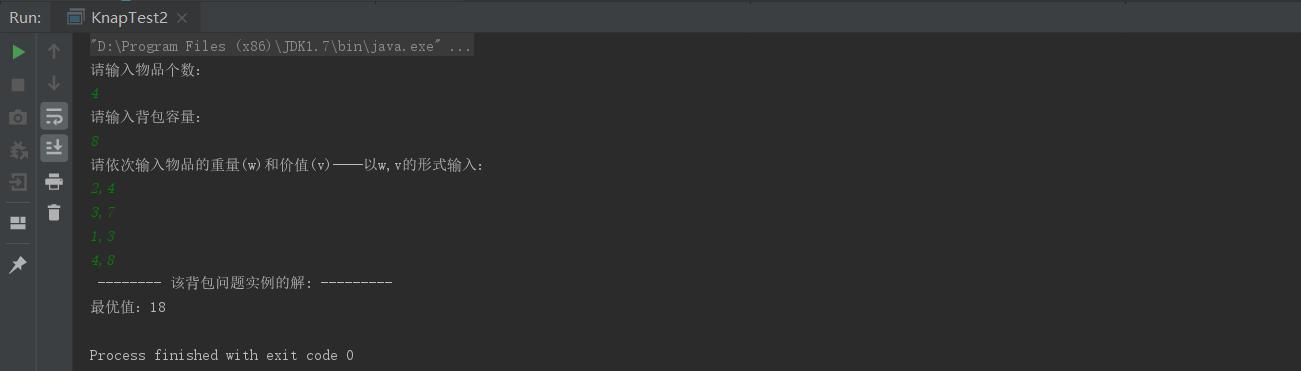 Run: KnapTest2
"D:\Program Files (x86)\JDK1.7\bin\java.exe" ...
请输入物品个数：
4
请输入背包容量：
8
请依次输入物品的重量(w)和价值(v)——以w,v的形式输入：
2,4
3,7
1,3
4,8
-------- 该背包问题实例的解：---------
最优值：18
Process finished with exit code 0